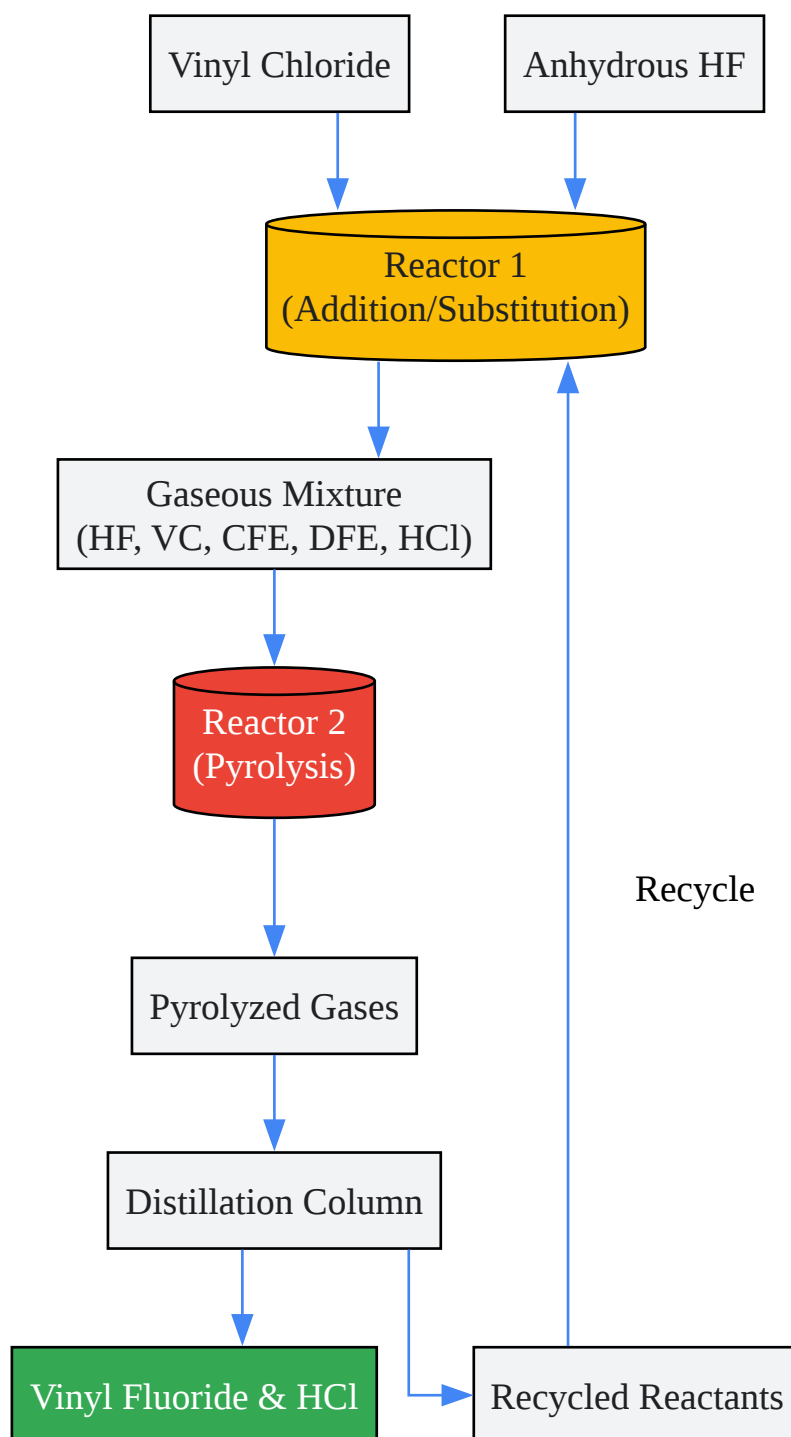 Vinyl Chloride
Anhydrous HF
Reactor 1
(Addition/Substitution)
Gaseous Mixture
(HF, VC, CFE, DFE, HCl)
Reactor 2
(Pyrolysis)
Recycle
Pyrolyzed Gases
Distillation Column
Vinyl Fluoride & HCl
Recycled Reactants